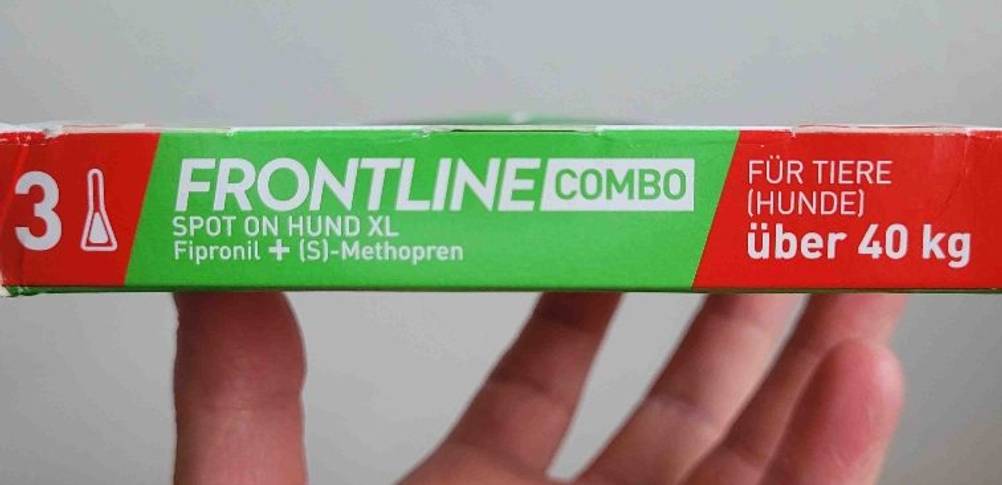 3
FRONTLINE COMBO
SPOT ON HUND XL
Fipronil + (S)-Methopren
FÜR TIERE
(HUNDE)
über 40 kg